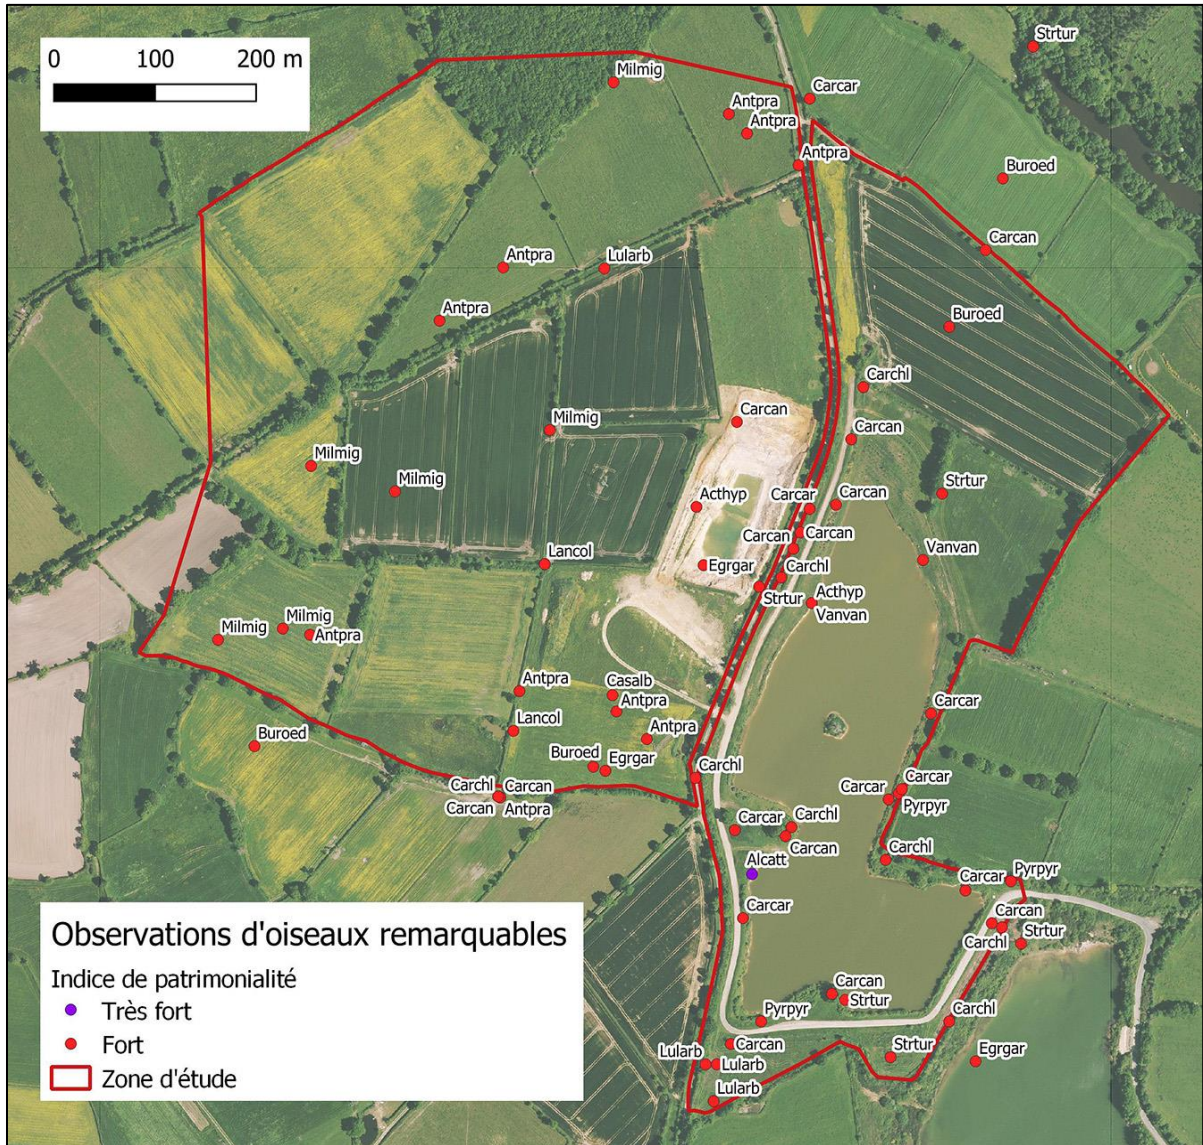 0 100 200 m
Strtur
Milmig
Carcar
Antpra
Antpra
Antpra
Buroed
Carcan
Antpra
Lularb
Antpra
Buroed
Carchl
Carcan
Milmig
Carcan
Milmig
Milmig
Strtur
Acthyp
Carcar
Carcan
Carcan
Carcan
Lancol
Vanvan
Egrgar
Carchl
Strtur
Acthyp
Vanvan
Milmig
Milmig
Antpra
Antpra
Casalb
Antpra
Carcar
Lancol
Antpra
Buroed
Buroed
Egrgar
Carchl
Carchl
Carcan
Carcan
Antpra
Carcar
Carcar
Pyrpyr
Carcar
Carchl
Carcan
Carchl
Alcatt
Pyrpyr
Carcar
Carcar
Carcan
Carchl
Strtur
Carcan
Strtur
Pyrpyr
Carchl
Carcan
Strtur
Egrgar
Lularb
Lularb
Lularb
Observations d'oiseaux remarquables
Indice de patrimonialité
Très fort
Fort
Zone d'étude